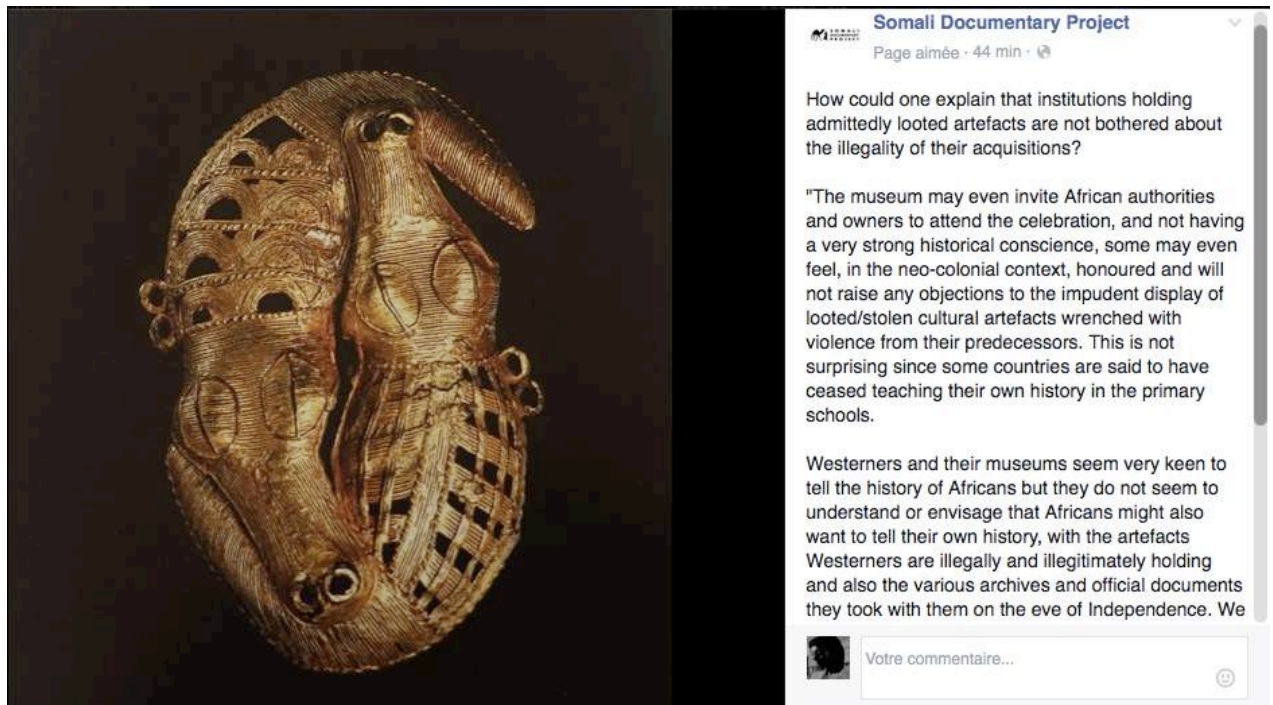 SOMALI
DOCUMENTARY
PROJECT
Somali Documentary Project
Page aimée · 44 min ·
How could one explain that institutions holding
admittedly looted artefacts are not bothered about
the illegality of their acquisitions?
"The museum may even invite African authorities
and owners to attend the celebration, and not having
a very strong historical conscience, some may even
feel, in the neo-colonial context, honoured and will
not raise any objections to the impudent display of
looted/stolen cultural artefacts wrenched with
violence from their predecessors. This is not
surprising since some countries are said to have
ceased teaching their own history in the primary
schools.
Westerners and their museums seem very keen to
tell the history of Africans but they do not seem to
understand or envisage that Africans might also
want to tell their own history, with the artefacts
Westerners are illegally and illegitimately holding
and also the various archives and official documents
they took with them on the eve of Independence. We
Votre commentaire...